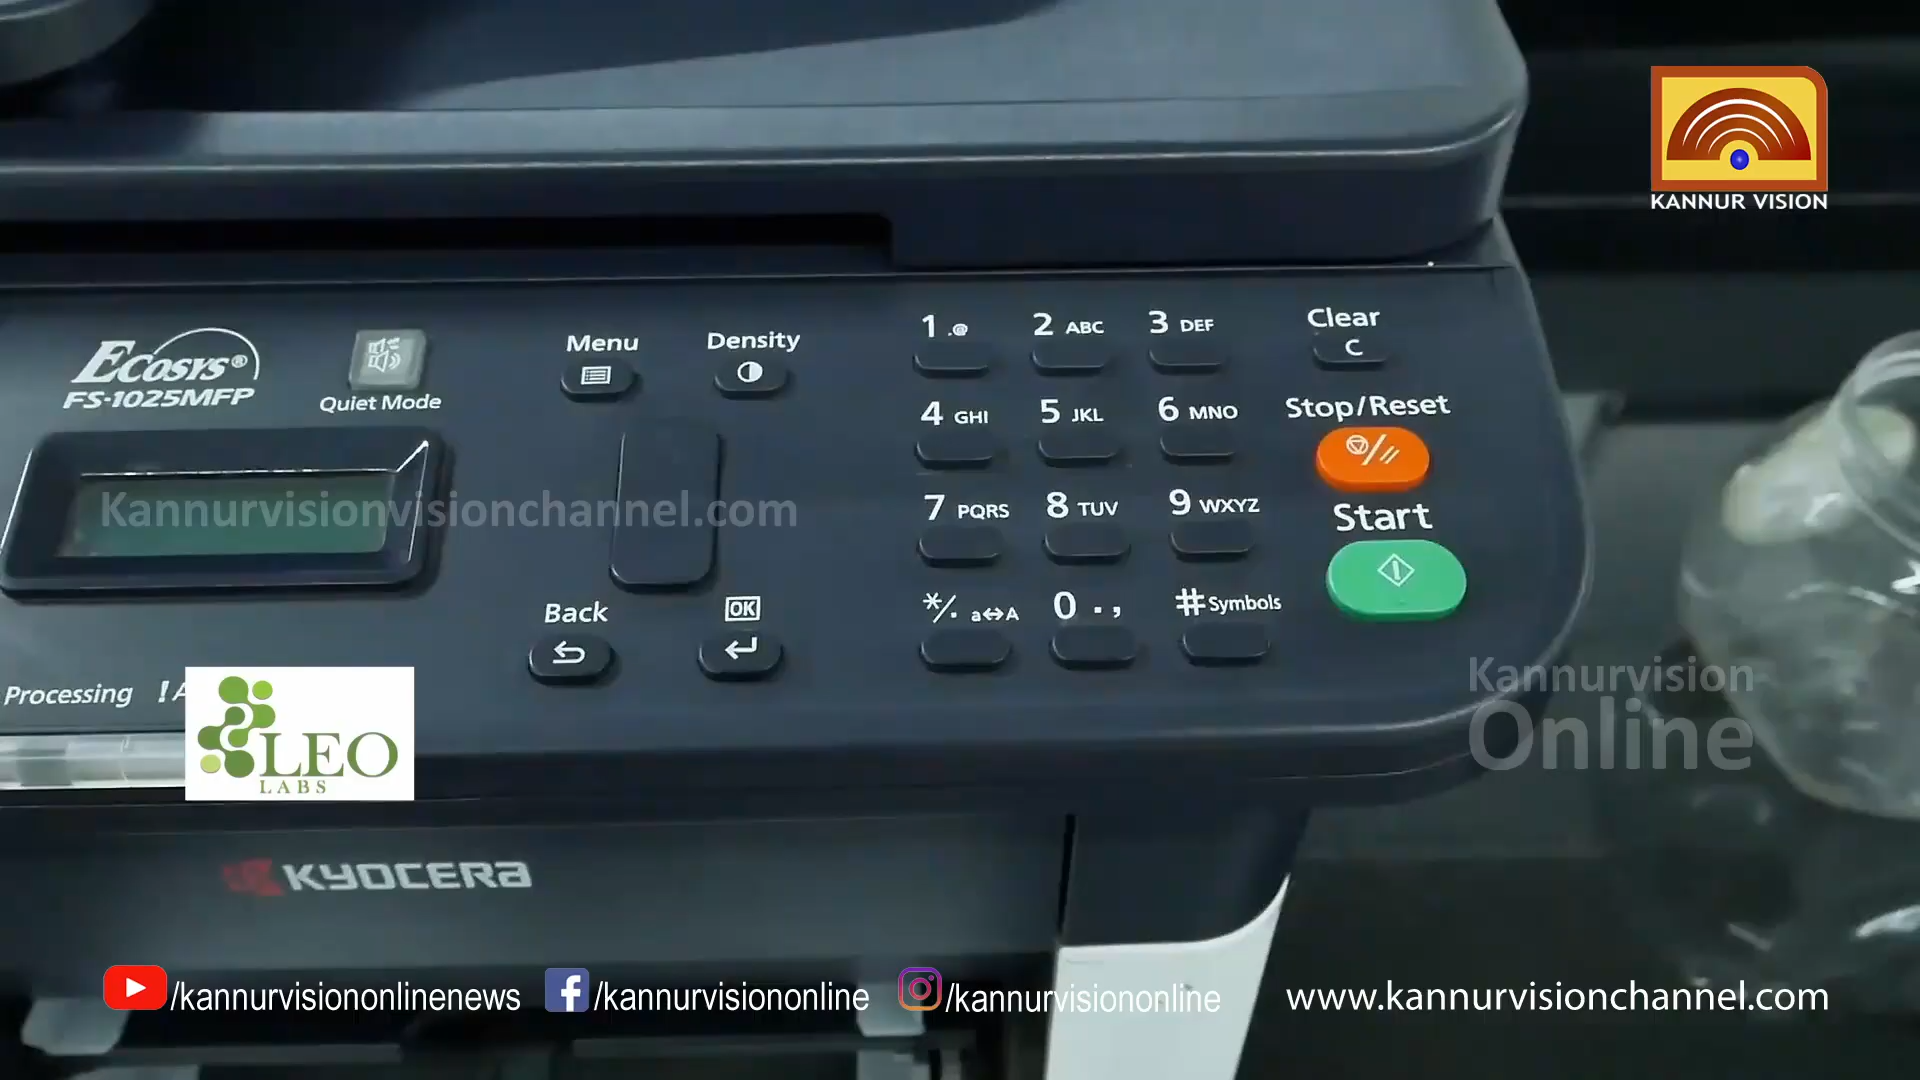 KANNUR VISION
ECOSYS®
FS-1025MFP
Quiet Mode
Menu
Density
1 .@
2 ABC
3 DEF
Clear
C
4 GHI
5 JKL
6 MNO
Stop/Reset
7 PQRS
8 TUV
9 WXYZ
Start
*/. a↔A
0 . ,
# Symbols
Back
OK
Kannurvisionvisionchannel.com
Kannurvision
Online
Processing
LEO
LABS
KYOCERA
/kannurvisiononlinenews
/kannurvisiononline
/kannurvisiononline
www.kannurvisionchannel.com